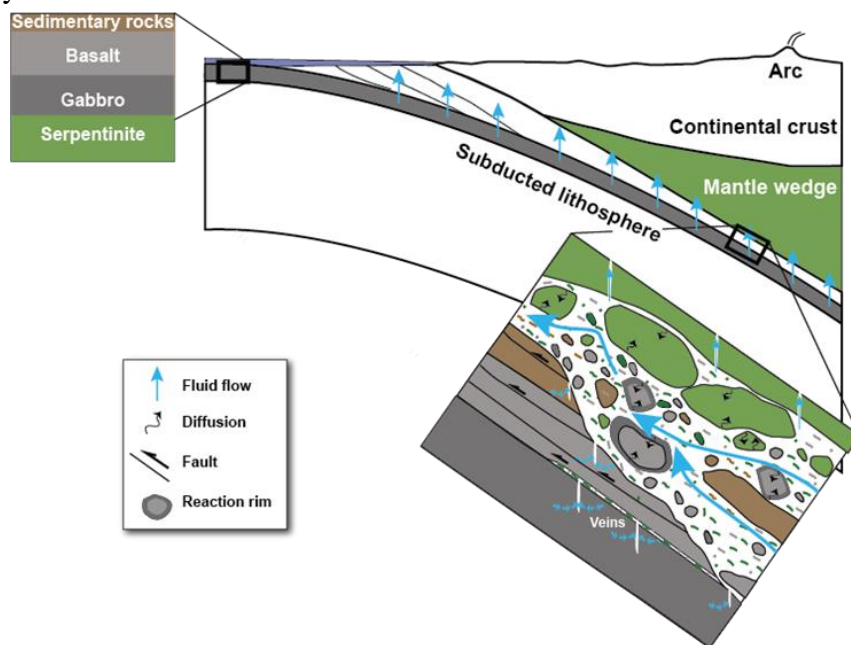 Sedimentary rocks
Basalt
Gabbro
Serpentinite
Arc
Continental crust
Mantle wedge
Subducted lithosphere
Fluid flow
Diffusion
Fault
Reaction rim
Veins